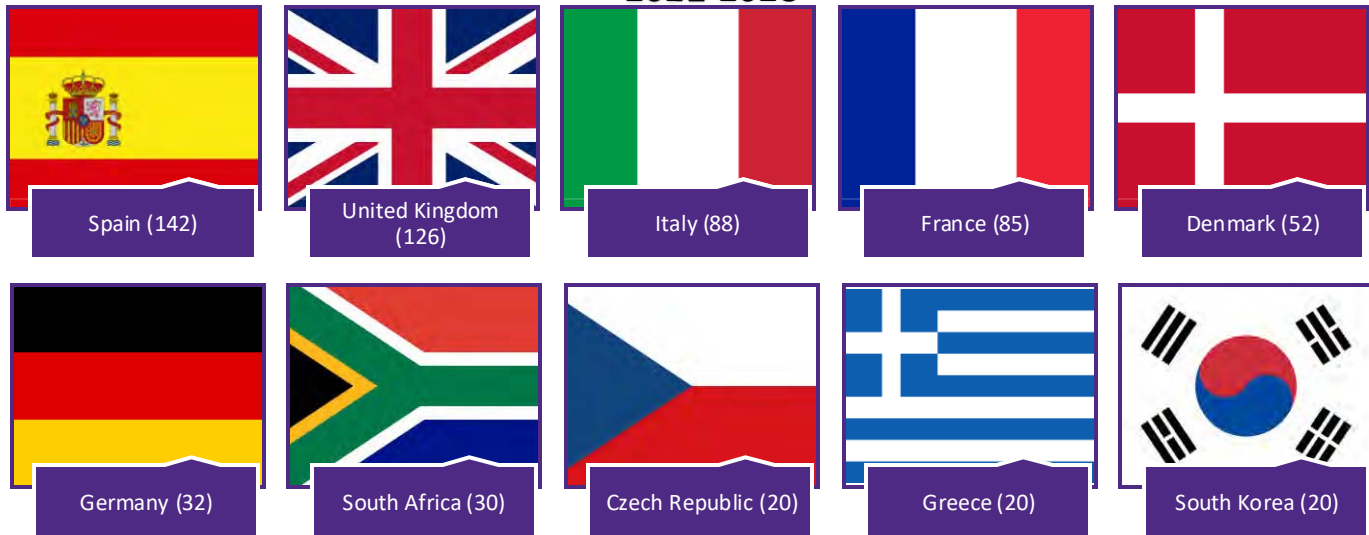 Spain (142)
United Kingdom
(126)
Italy (88)
France (85)
Denmark (52)
Germany (32)
South Africa (30)
Czech Republic (20)
Greece (20)
South Korea (20)